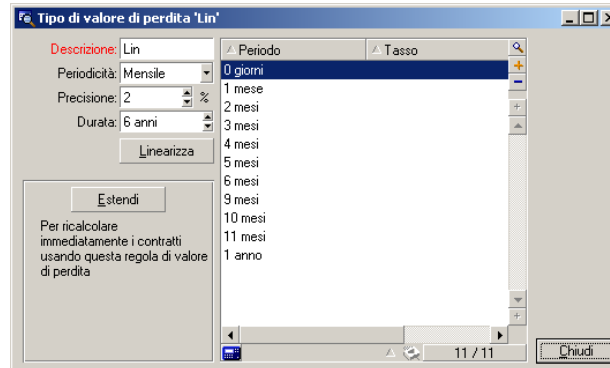 Tipo di valore di perdita 'Lin'
Descrizione: Lin
Periodicità: Mensile
Precisione: 2 %
Durata: 6 anni
Linearizza
Estendi
Per ricalcolare
immediatamente i contratti
usando questa regola di valore
di perdita
Periodo Tasso
0 giorni
1 mese
2 mesi
3 mesi
4 mesi
5 mesi
6 mesi
9 mesi
10 mesi
11 mesi
1 anno
11 / 11
Chiudi